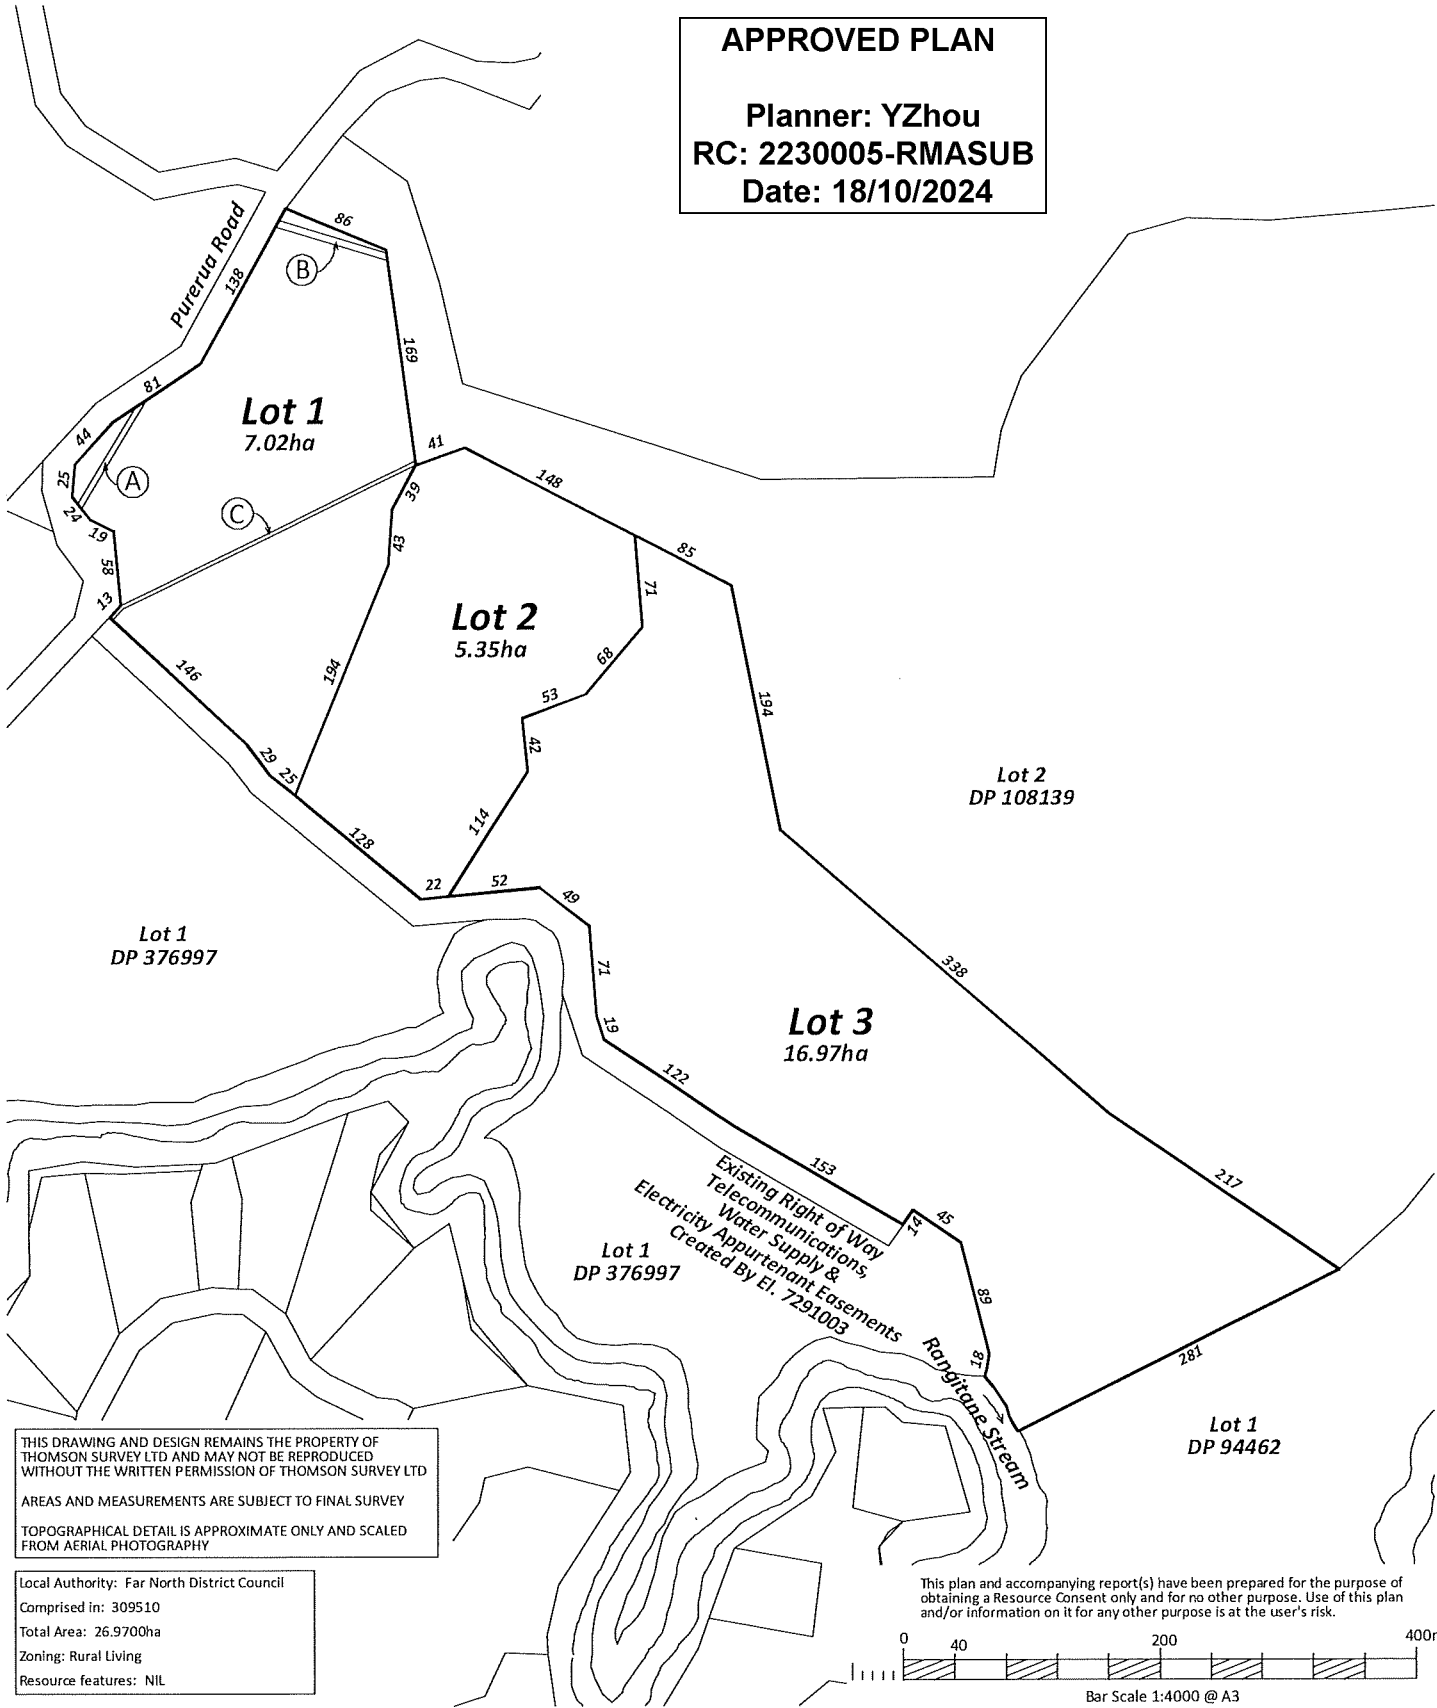 APPROVED PLAN
Planner: YZhou
RC: 2230005-RMASUB
Date: 18/10/2024
Purerua Road
86
B
138
169
81
Lot 1
7.02ha
44
41
25
A
148
39
24
C
19
43
85
58
71
13
Lot 2
5.35ha
68
146
194
53
194
42
29
25
Lot 2
DP 108139
114
128
22
52
49
Lot 1
DP 376997
71
338
19
Lot 3
16.97ha
122
153
217
Existing Right of Way
Telecommunications,
Water Supply &
Electricity Appurtenant Easements
Created By EI. 7291003
14
45
Lot 1
DP 376997
89
18
281
Rangitane Stream
Lot 1
DP 94462
THIS DRAWING AND DESIGN REMAINS THE PROPERTY OF
THOMSON SURVEY LTD AND MAY NOT BE REPRODUCED
WITHOUT THE WRITTEN PERMISSION OF THOMSON SURVEY LTD
AREAS AND MEASUREMENTS ARE SUBJECT TO FINAL SURVEY
TOPOGRAPHICAL DETAIL IS APPROXIMATE ONLY AND SCALED
FROM AERIAL PHOTOGRAPHY
Local Authority: Far North District Council
Comprised in: 309510
Total Area: 26.9700ha
Zoning: Rural Living
Resource features: NIL
This plan and accompanying report(s) have been prepared for the purpose of
obtaining a Resource Consent only and for no other purpose. Use of this plan
and/or information on it for any other purpose is at the user's risk.
0 40 200 400m
Bar Scale 1:4000 @ A3